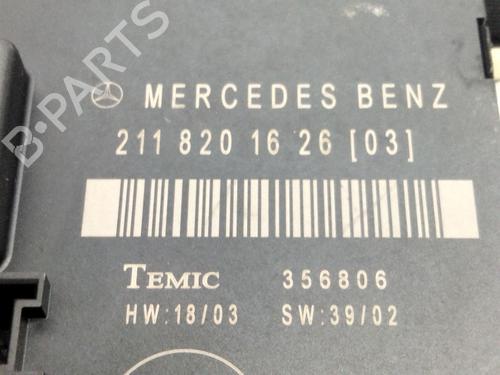 B-PARTS
MERCEDES BENZ
211 820 16 26 [03]
TEMIC 356806
HW:18/03 SW:39/02